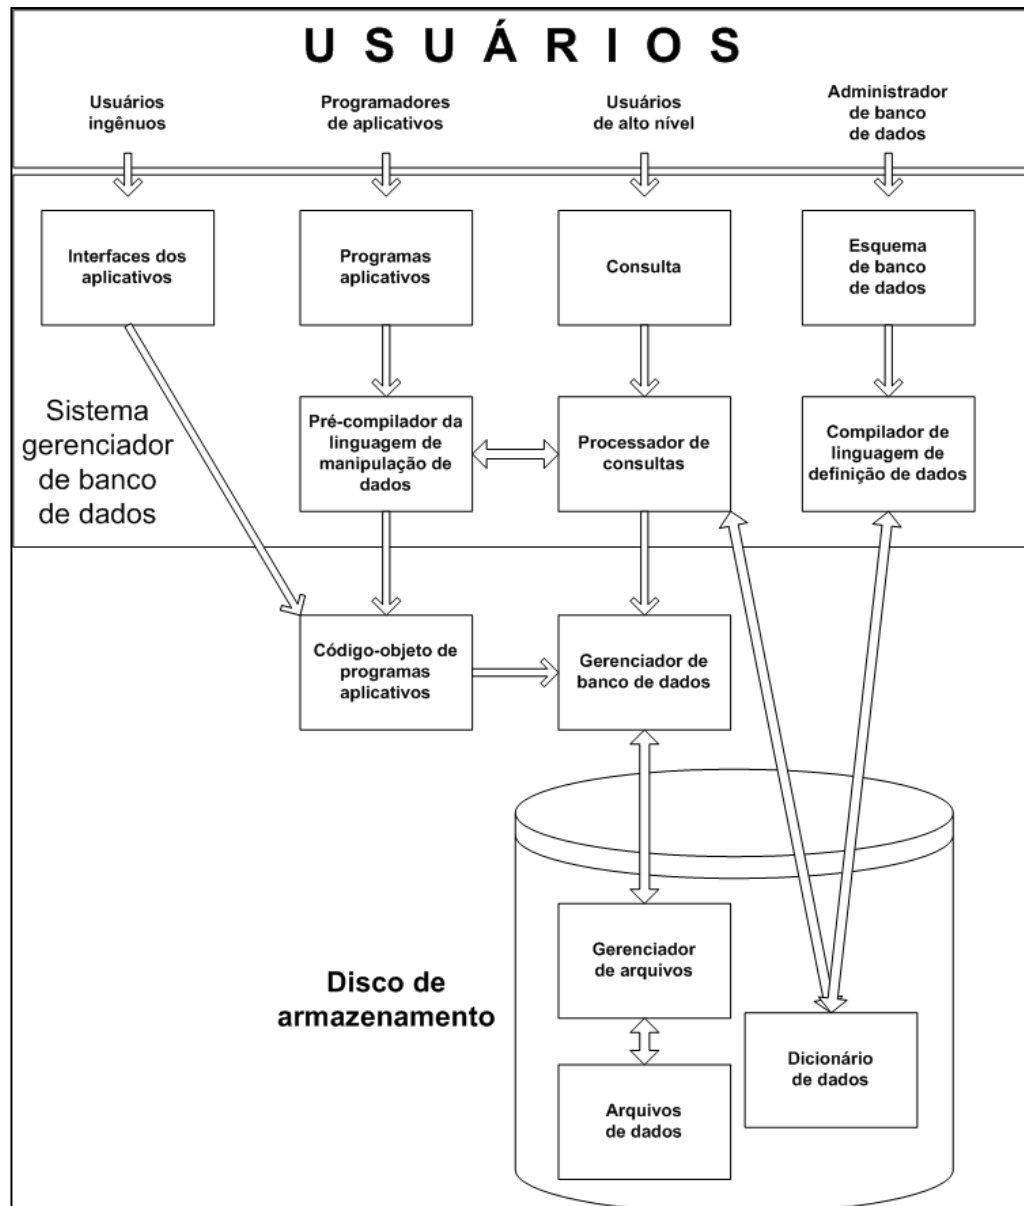 USUÁRIOS
Usuários
ingênuos
Programadores
de aplicativos
Usuários
de alto nível
Administrador
de banco
de dados
Interfaces dos
aplicativos
Programas
aplicativos
Consulta
Esquema
de banco
de dados
Sistema
gerenciador
de banco
de dados
Pré-compilador da
linguagem de
manipulação de
dados
Processador de
consultas
Compilador de
linguagem de
definição de dados
Código-objeto de
programas
aplicativos
Gerenciador de
banco de dados
Disco de
armazenamento
Gerenciador
de arquivos
Dicionário
de dados
Arquivos
de dados